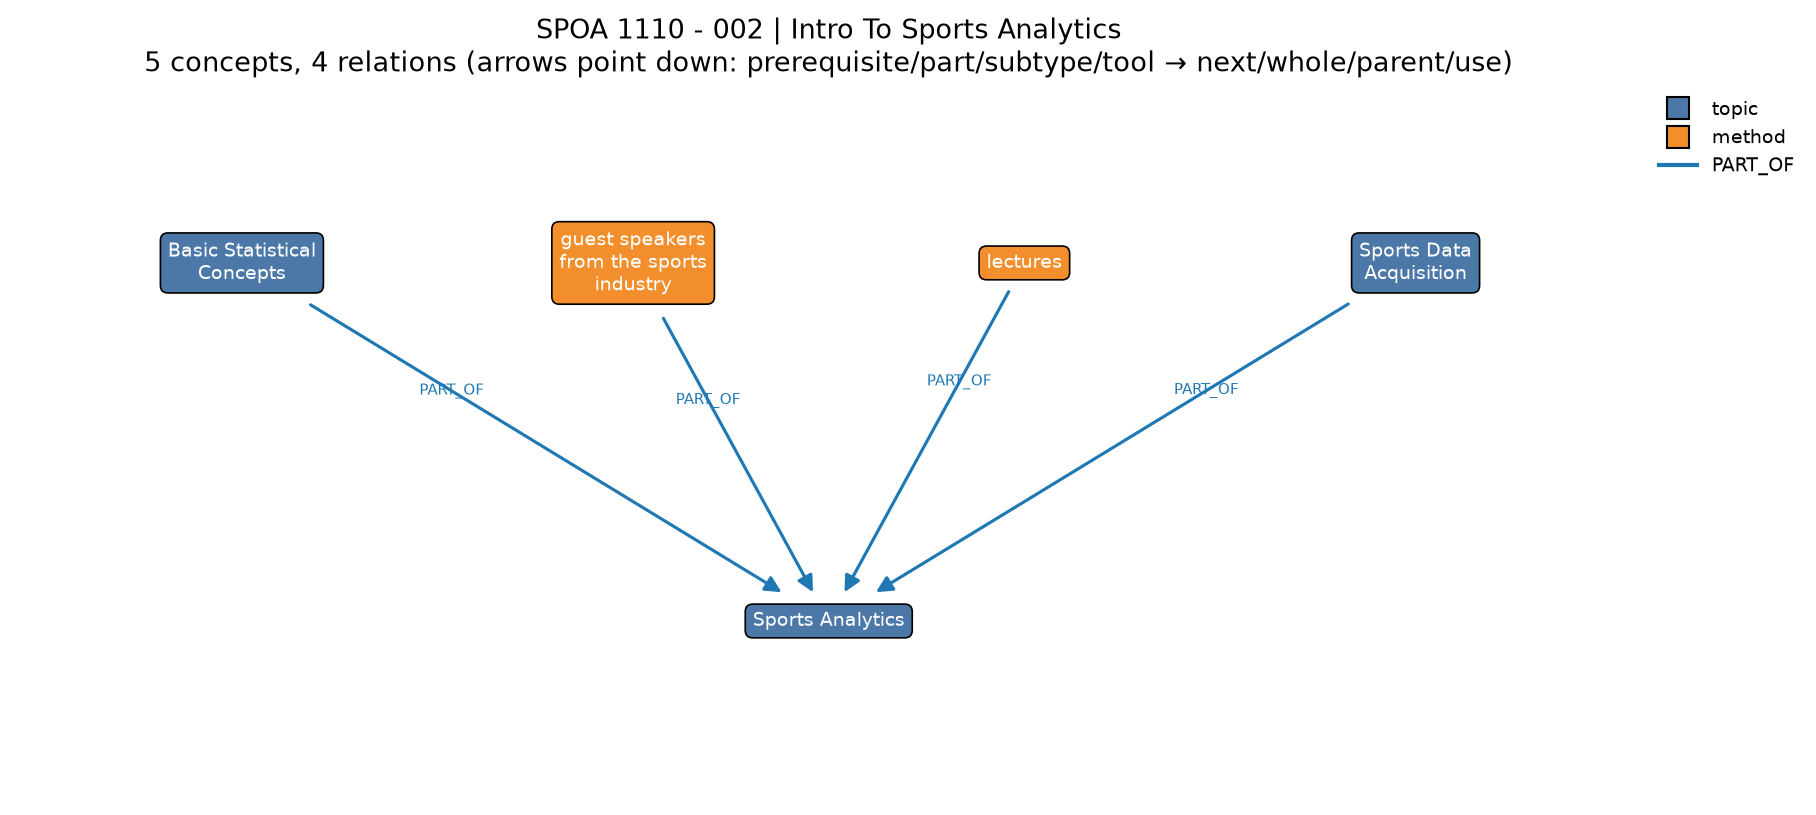 SPOA 1110 - 002 | Intro To Sports Analytics
5 concepts, 4 relations (arrows point down: prerequisite/part/subtype/tool → next/whole/parent/use)
topic
method
PART_OF
Basic Statistical
Concepts
guest speakers
from the sports
industry
lectures
Sports Data
Acquisition
PART_OF
PART_OF
PART_OF
PART_OF
Sports Analytics